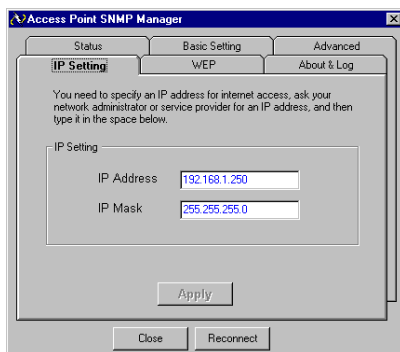 Access Point SNMP Manager
Status Basic Setting Advanced
IP Setting WEP About & Log
You need to specify an IP address for internet access, ask your
network administrator or service provider for an IP address, and then
type it in the space below.
IP Setting
IP Address 192.168.1.250
IP Mask 255.255.255.0
Apply
Close Reconnect